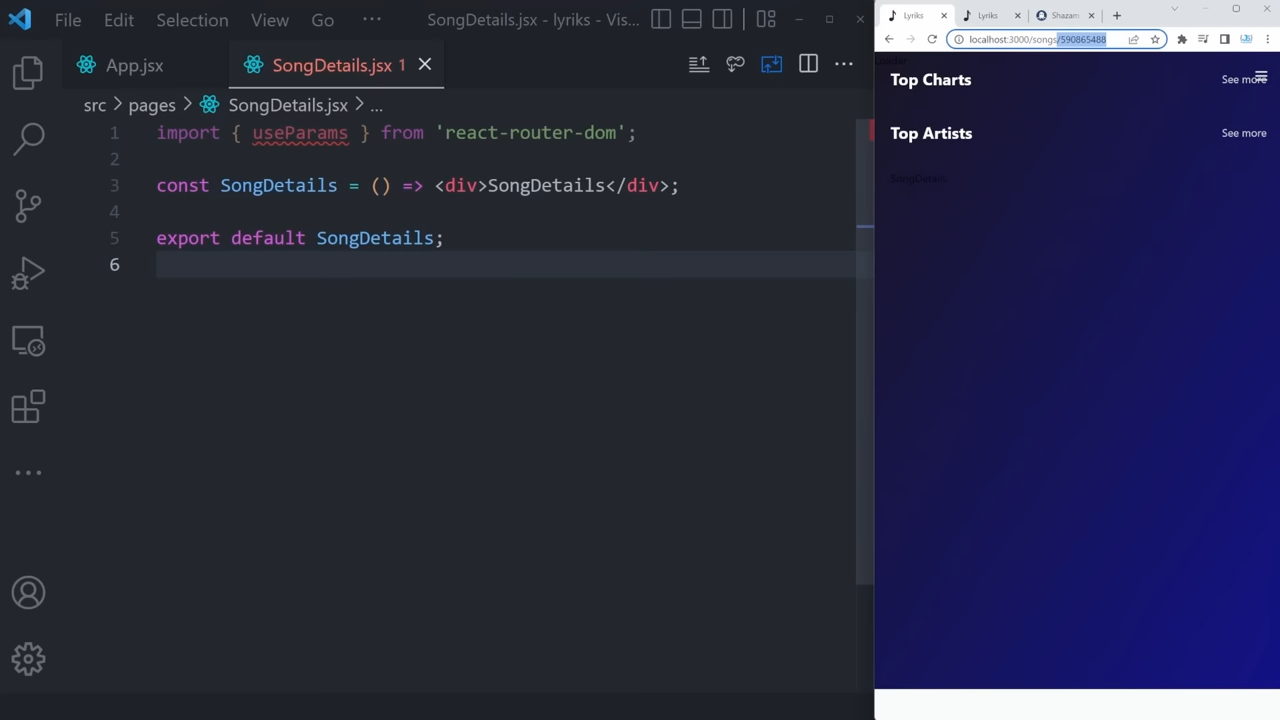 File Edit Selection View Go ··· SongDetails.jsx - lyriks - Vis...
App.jsx SongDetails.jsx 1
src > pages > SongDetails.jsx > ...
1 import { useParams } from 'react-router-dom';
2
3 const SongDetails = () => <div>SongDetails</div>;
4
5 export default SongDetails;
6
Lyriks Lyriks Shazam
localhost:3000/songs/590865488
Loader
Top Charts See more
Top Artists See more
SongDetails